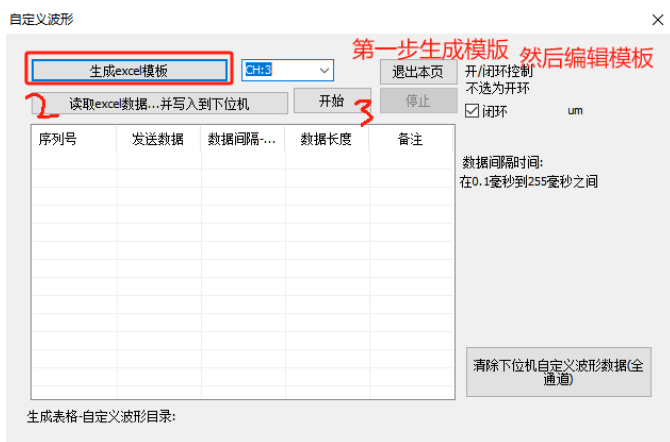 自定义波形
第一步生成模版 然后编辑模板
生成excel模板 CH:3 退出本页 开/闭环控制
不选为开环
2 读取excel数据...并写入到下位机 开始 3 停止 闭环 um
序列号 发送数据 数据间隔-... 数据长度 备注
数据间隔时间:
在0.1毫秒到255毫秒之间
清除下位机自定义波形数据(全
通道)
生成表格-自定义波形目录: